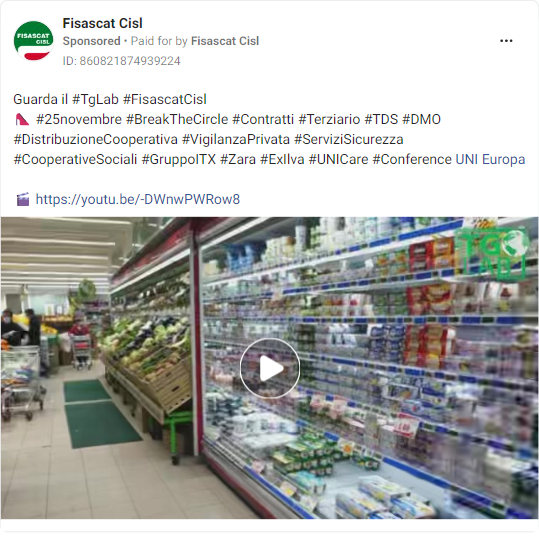 FISASCAT
CISL
Fisascat Cisl
Sponsored • Paid for by Fisascat Cisl
ID: 860821874939224
Guarda il #TgLab #FisascatCisl
👠 #25novembre #BreakTheCircle #Contratti #Terziario #TDS #DMO
#DistribuzioneCooperativa #VigilanzaPrivata #ServiziSicurezza
#CooperativeSociali #GruppoITX #Zara #ExIlva #UNICare #Conference UNI Europa
🎬 https://youtu.be/-DWnwPWRow8
TG
LAB